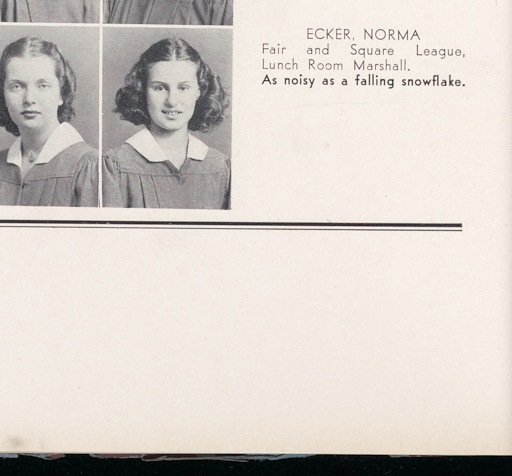 ECKER, NORMA
Fair and Square League,
Lunch Room Marshall.
As noisy as a falling snowflake.